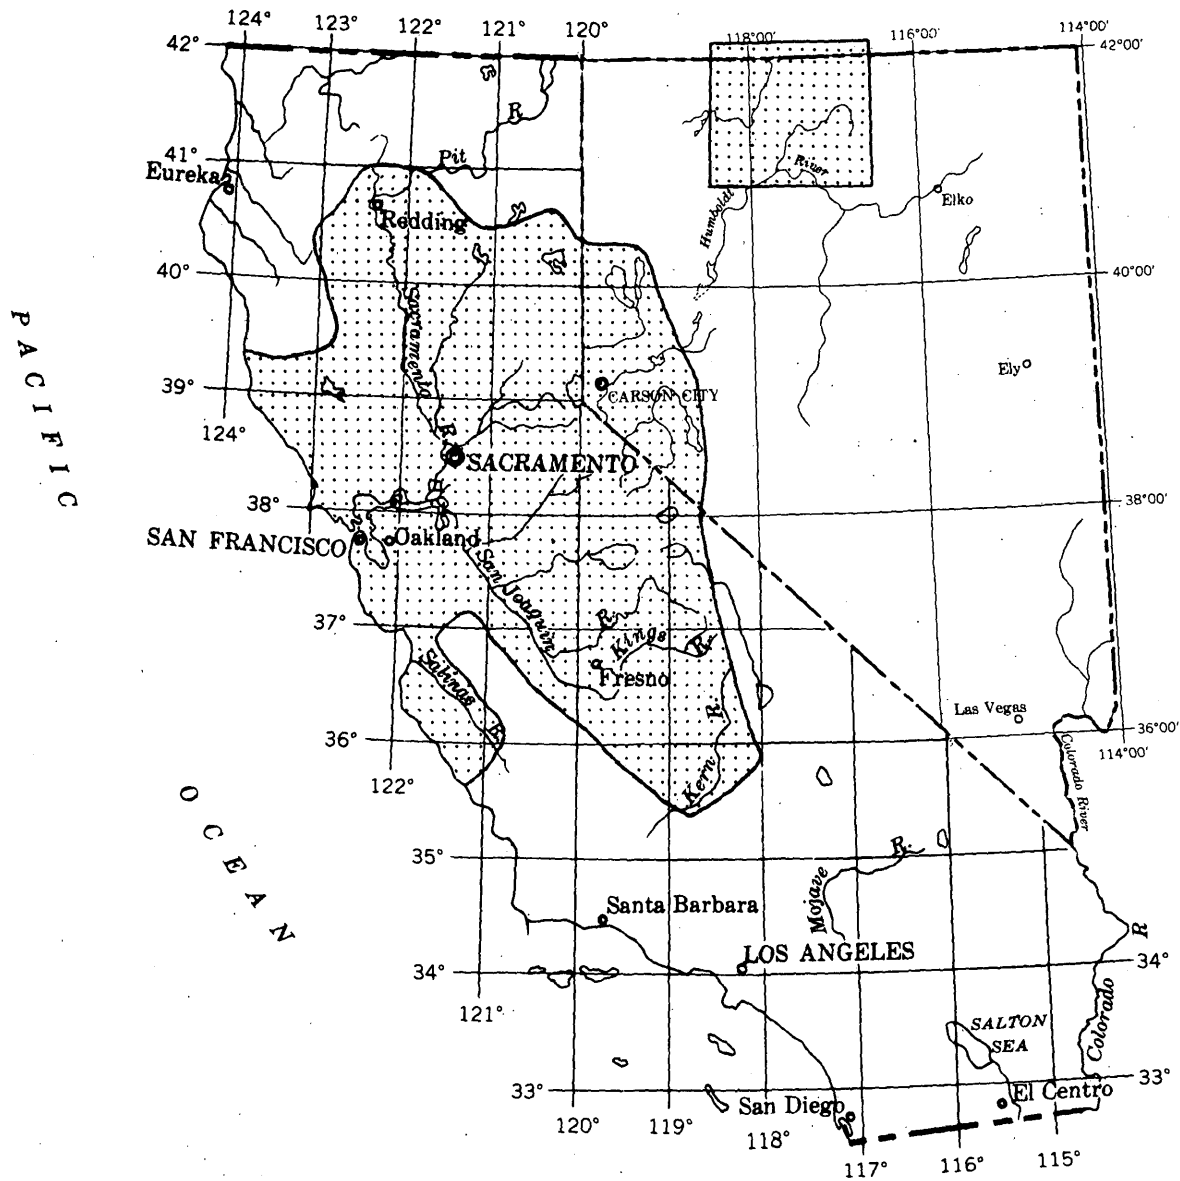 124° 123° 122° 121° 120° 118°00' 116°00' 114°00'
42° 42°00'
R
41° Pit
Eureka
River
Redding
Elko
Humboldt
40° 40°00'
Sacramento
PACIFIC
Ely
39°
CARSON CITY
124°
R.
SACRAMENTO
38° 38°00'
SAN FRANCISCO
Oakland
San Joaquin
37° R.
Kings R.
Salinas
Fresno
R.
Las Vegas
R.
36° 36°00'
114°00'
Colorado River
122°
Kern
OCEAN
35°
R.
Mojave
Santa Barbara
R
LOS ANGELES
34° 34°
121°
Colorado
SALTON
SEA
33° 33°
El Centro
San Diego
120° 119° 118° 117° 116° 115°